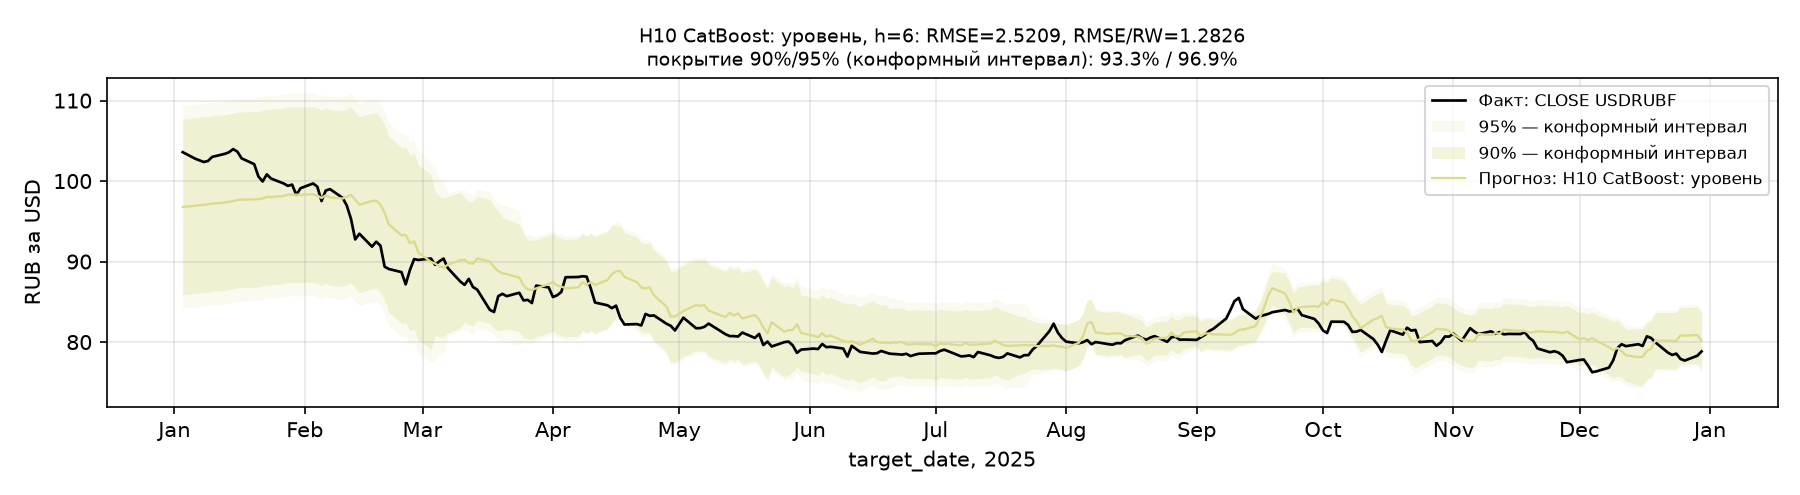 H10 CatBoost: уровень, h=6: RMSE=2.5209, RMSE/RW=1.2826
покрытие 90%/95% (конформный интервал): 93.3% / 96.9%
110
100
90
80
RUB за USD
Факт: CLOSE USDRUBF
95% — конформный интервал
90% — конформный интервал
Прогноз: H10 CatBoost: уровень
Jan Feb Mar Apr May Jun Jul Aug Sep Oct Nov Dec Jan
target_date, 2025